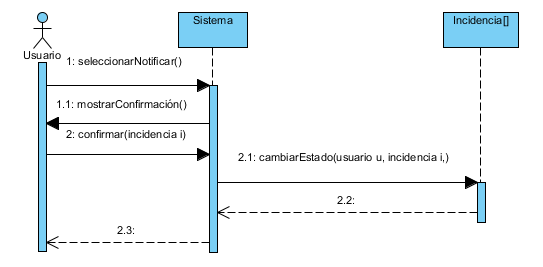 Sistema
Incidencia[]
Usuario
1: seleccionarNotificar()
1.1: mostrarConfirmación()
2: confirmar(incidencia i)
2.1: cambiarEstado(usuario u, incidencia i,)
2.2:
2.3: